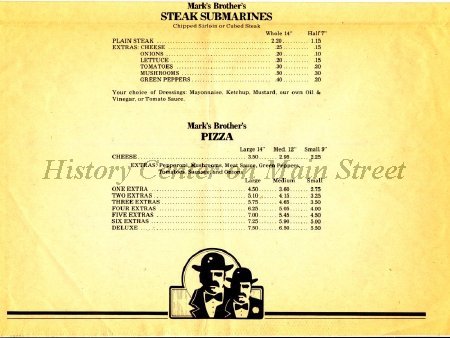 Mark's Brother's
STEAK SUBMARINES
Chipped Sirloin or Cubed Steak
Whole 14" Half 7"
PLAIN STEAK 2.20 1.15
EXTRAS: CHEESE .25 .15
ONIONS .20 .10
LETTUCE .20 .15
TOMATOES .30 .20
MUSHROOMS .50 .30
GREEN PEPPERS .40 .20
Your choice of Dressings: Mayonnaise, Ketchup, Mustard, our own Oil &
Vinegar, or Tomato Sauce.
Mark's Brother's
PIZZA
Large 14" Med. 12" Small 9"
CHEESE 3.50 2.95 2.25
EXTRAS: Pepperoni, Mushrooms, Meat Sauce, Green Peppers,
Tomatoes, Sausage, and Onions
History Center on Main Street
Large Medium Small
ONE EXTRA 4.50 3.60 2.75
TWO EXTRAS 5.10 4.15 3.25
THREE EXTRAS 5.75 4.65 3.50
FOUR EXTRAS 6.25 5.05 4.00
FIVE EXTRAS 7.00 5.45 4.50
SIX EXTRAS 7.25 5.90 5.00
DELUXE 7.50 6.50 5.50